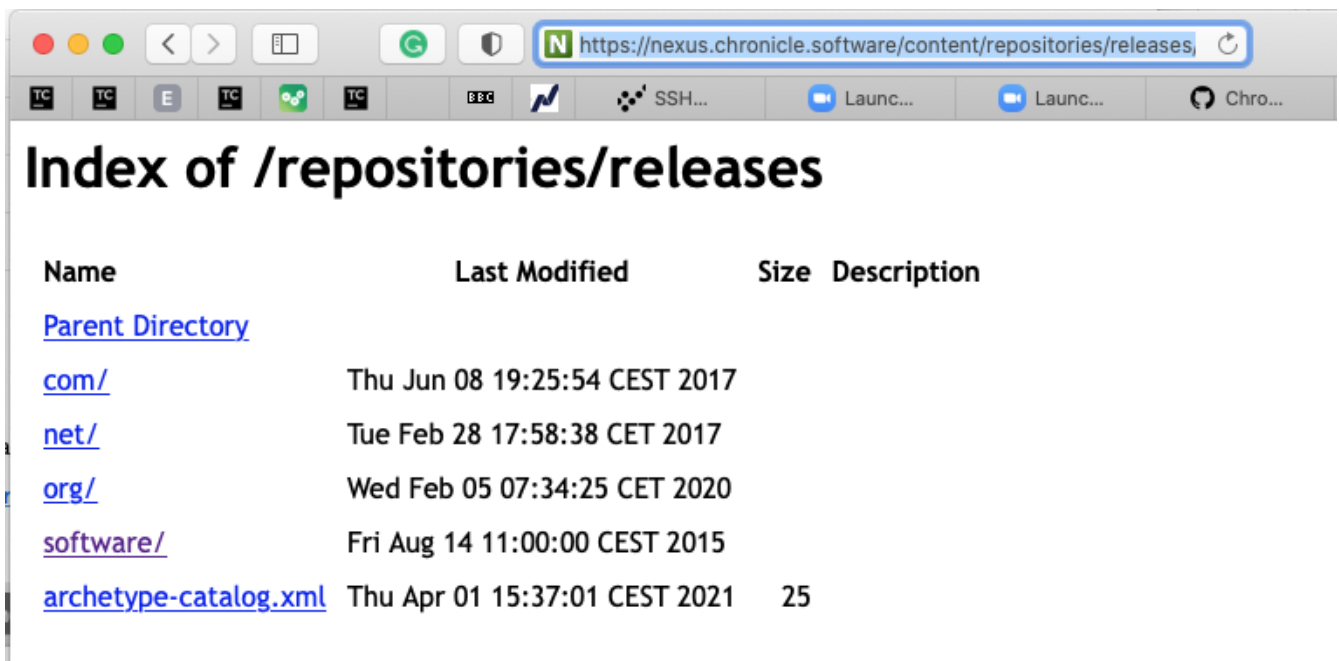 https://nexus.chronicle.software/content/repositories/releases/
TC TC E TC TC BBC SSH... Launc... Launc... Chro...
Index of /repositories/releases
Name Last Modified Size Description
Parent Directory
com/ Thu Jun 08 19:25:54 CEST 2017
net/ Tue Feb 28 17:58:38 CET 2017
org/ Wed Feb 05 07:34:25 CET 2020
software/ Fri Aug 14 11:00:00 CEST 2015
archetype-catalog.xml Thu Apr 01 15:37:01 CEST 2021 25